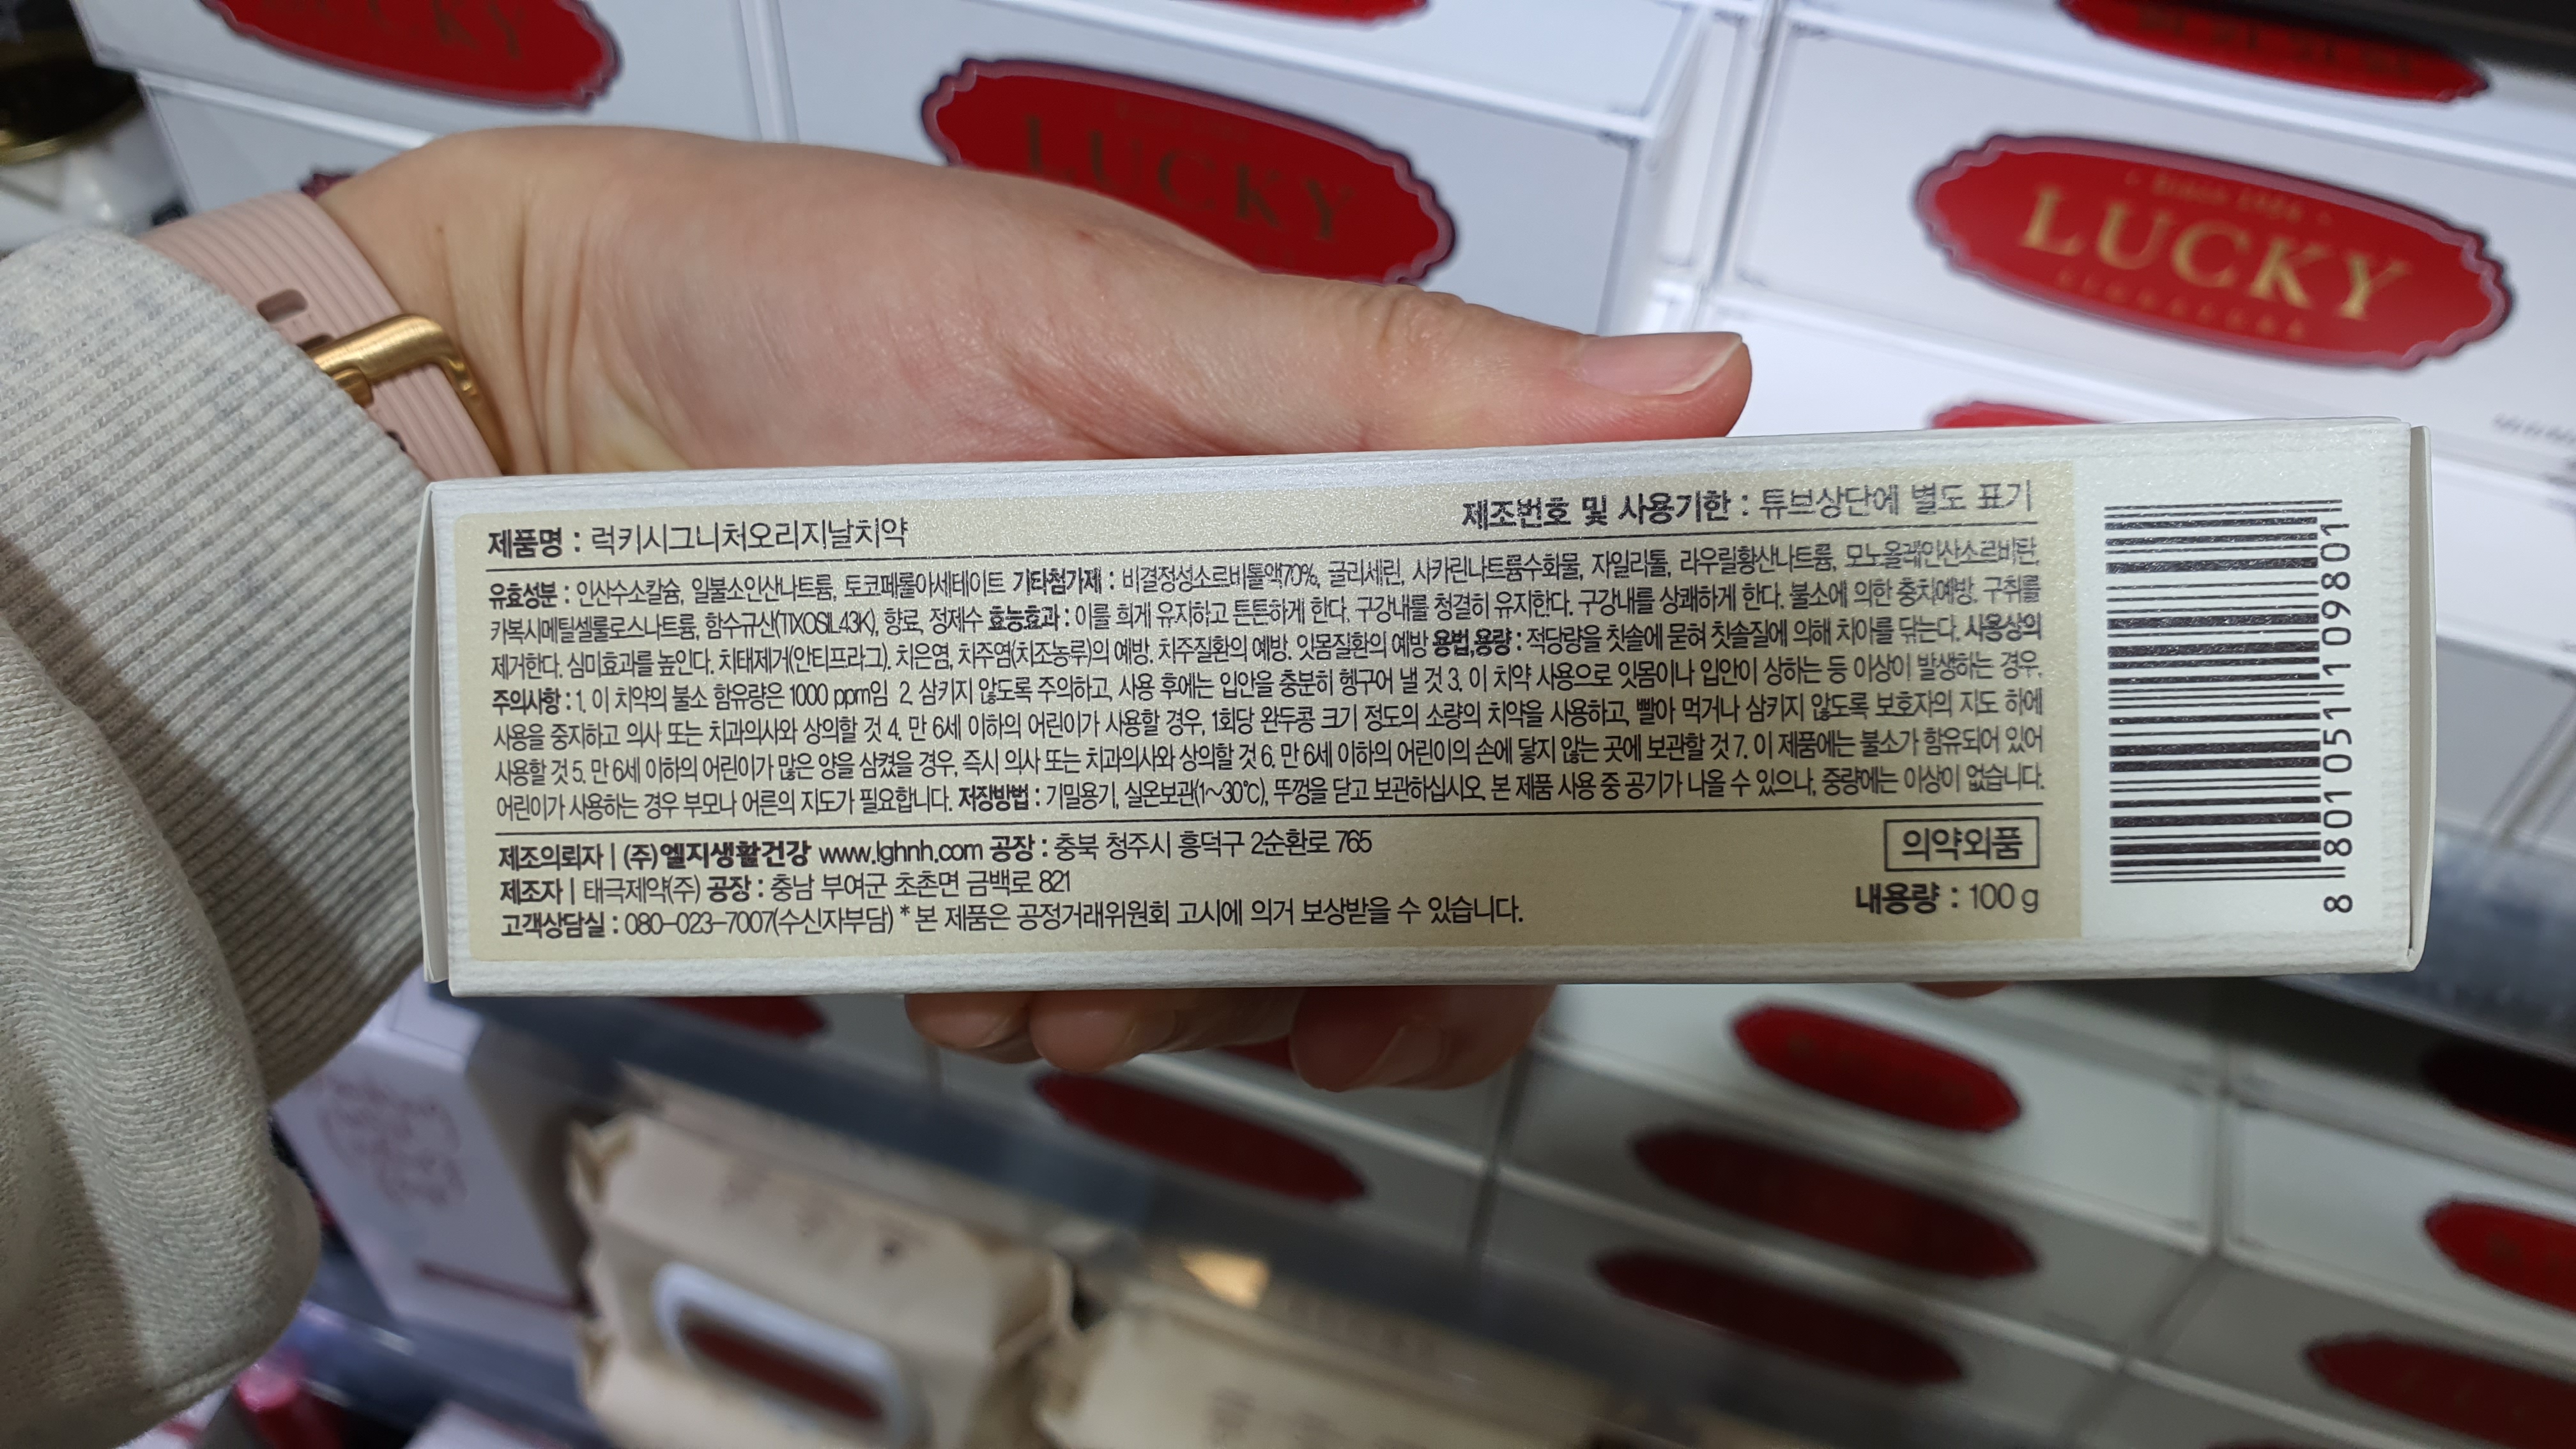 LUCKY
LUCKY
제품명 : 럭키시그니처오리지날치약
제조번호 및 사용기한 : 튜브상단에 별도 표기
유효성분 : 인산수소칼슘, 일불소인산나트륨, 토코페롤아세테이트 기타첨가제 : 비결정성소르비톨액70%, 글리세린, 사카린나트륨수화물, 자일리톨, 라우릴황산나트륨, 모노올레인산소르비탄,
카복시메틸셀룰로스나트륨, 함수규산(TIXOSIL43K), 향료, 정제수 효능효과 : 이를 희게 유지하고 튼튼하게 한다. 구강내를 청결히 유지한다. 구강내를 상쾌하게 한다. 불소에 의한 충치예방. 구취를
제거한다. 심미효과를 높인다. 치태제거(안티프라그). 치은염, 치주염(치조농루)의 예방. 치주질환의 예방. 잇몸질환의 예방 용법,용량 : 적당량을 칫솔에 묻혀 칫솔질에 의해 치아를 닦는다. 사용상의
주의사항 : 1. 이 치약의 불소 함유량은 1000 ppm임 2. 삼키지 않도록 주의하고, 사용 후에는 입안을 충분히 헹구어 낼 것 3. 이 치약 사용으로 잇몸이나 입안이 상하는 등 이상이 발생하는 경우,
사용을 중지하고 의사 또는 치과의사와 상의할 것 4. 만 6세 이하의 어린이가 사용할 경우, 1회당 완두콩 크기 정도의 소량의 치약을 사용하고, 빨아 먹거나 삼키지 않도록 보호자의 지도 하에
사용할 것 5. 만 6세 이하의 어린이가 많은 양을 삼켰을 경우, 즉시 의사 또는 치과의사와 상의할 것 6. 만 6세 이하의 어린이의 손에 닿지 않는 곳에 보관할 것 7. 이 제품에는 불소가 함유되어 있어
어린이가 사용하는 경우 부모나 어른의 지도가 필요합니다. 저장방법 : 기밀용기, 실온보관(1~30℃), 뚜껑을 닫고 보관하십시오. 본 제품 사용 중 공기가 나올 수 있으나, 중량에는 이상이 없습니다.
제조의뢰자 | (주)엘지생활건강 www.lghnh.com 공장 : 충북 청주시 흥덕구 2순환로 765
제조자 | 태극제약(주) 공장 : 충남 부여군 초촌면 금백로 821
고객상담실 : 080-023-7007(수신자부담) * 본 제품은 공정거래위원회 고시에 의거 보상받을 수 있습니다.
의약외품
내용량 : 100 g
8 801051 109801